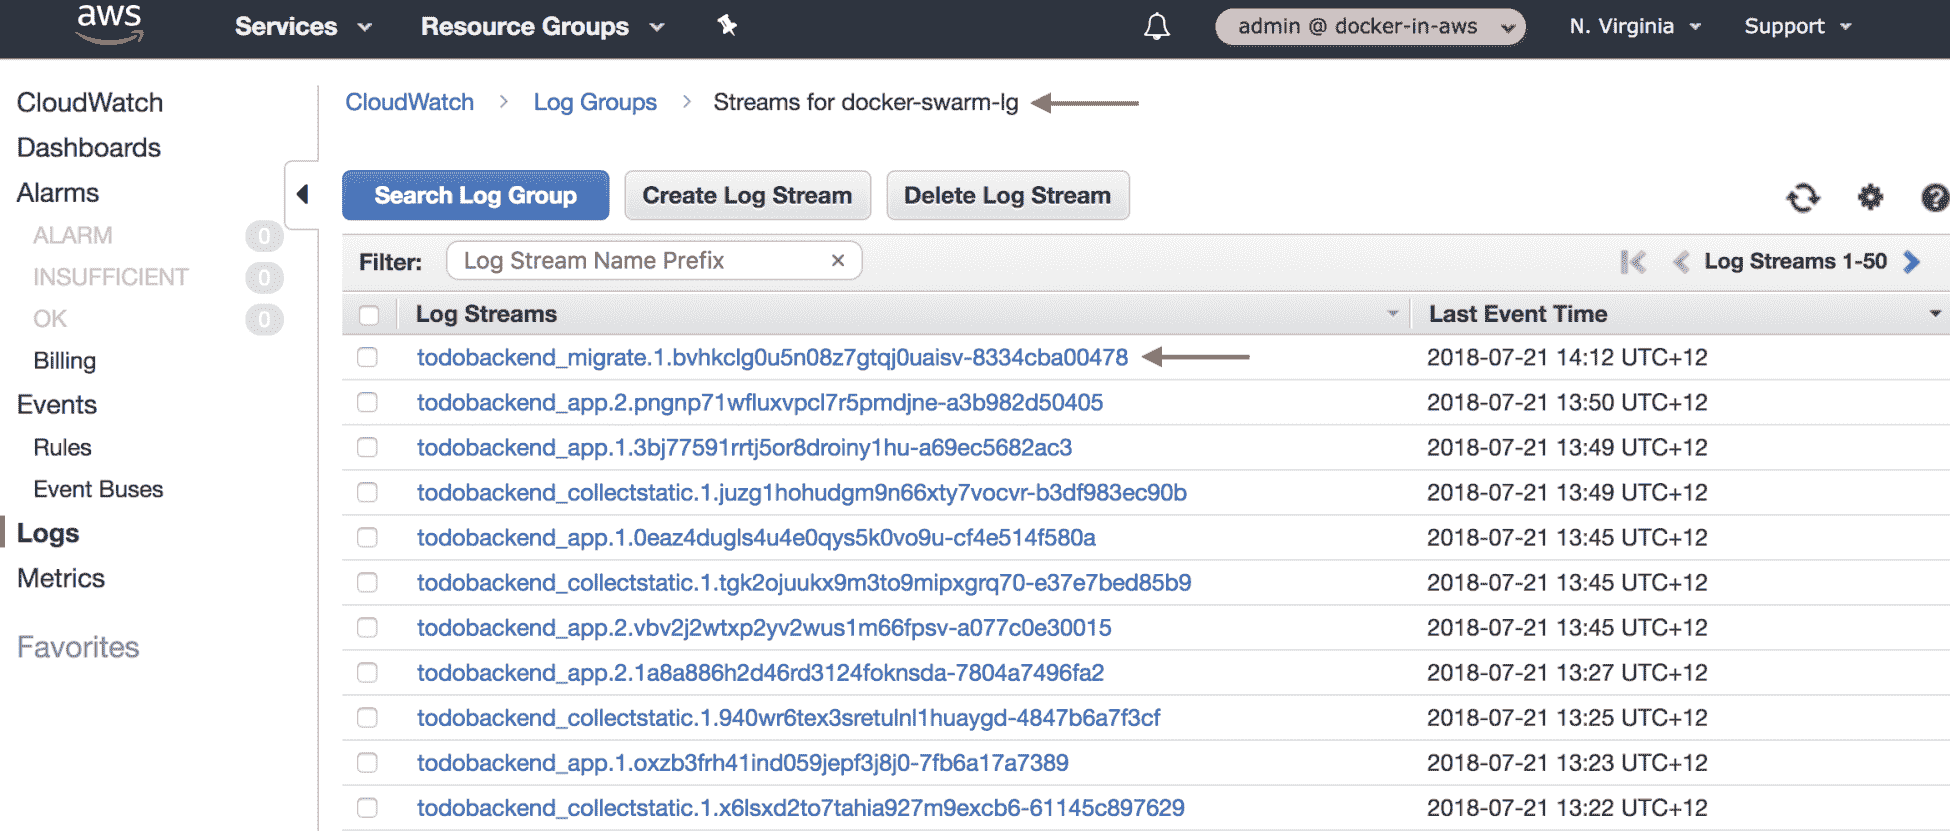 aws
Services
Resource Groups
admin @ docker-in-aws
N. Virginia
Support
CloudWatch
Dashboards
Alarms
ALARM 0
INSUFFICIENT 0
OK 0
Billing
Events
Rules
Event Buses
Logs
Metrics
Favorites
CloudWatch > Log Groups > Streams for docker-swarm-lg
Search Log Group
Create Log Stream
Delete Log Stream
?
Filter: Log Stream Name Prefix ×
Log Streams 1-50
Log Streams Last Event Time
todobackend_migrate.1.bvhkclg0u5n08z7gtqj0uaisv-8334cba00478 2018-07-21 14:12 UTC+12
todobackend_app.2.pngnp71wfluxvpcl7r5pmdjne-a3b982d50405 2018-07-21 13:50 UTC+12
todobackend_app.1.3bj77591rrtj5or8droiny1hu-a69ec5682ac3 2018-07-21 13:49 UTC+12
todobackend_collectstatic.1.juzg1hohudgm9n66xty7vocvr-b3df983ec90b 2018-07-21 13:49 UTC+12
todobackend_app.1.0eaz4dugls4u4e0qys5k0vo9u-cf4e514f580a 2018-07-21 13:45 UTC+12
todobackend_collectstatic.1.tgk2ojuukx9m3to9mipxgrq70-e37e7bed85b9 2018-07-21 13:45 UTC+12
todobackend_app.2.vbv2j2wtxp2yv2wus1m66fpsv-a077c0e30015 2018-07-21 13:45 UTC+12
todobackend_app.2.1a8a886h2d46rd3124foknsda-7804a7496fa2 2018-07-21 13:27 UTC+12
todobackend_collectstatic.1.940wr6tex3sretulnl1huaygd-4847b6a7f3cf 2018-07-21 13:25 UTC+12
todobackend_app.1.oxzb3frh41ind059jepf3j8j0-7fb6a17a7389 2018-07-21 13:23 UTC+12
todobackend_collectstatic.1.x6lsxd2to7tahia927m9excb6-61145c897629 2018-07-21 13:22 UTC+12